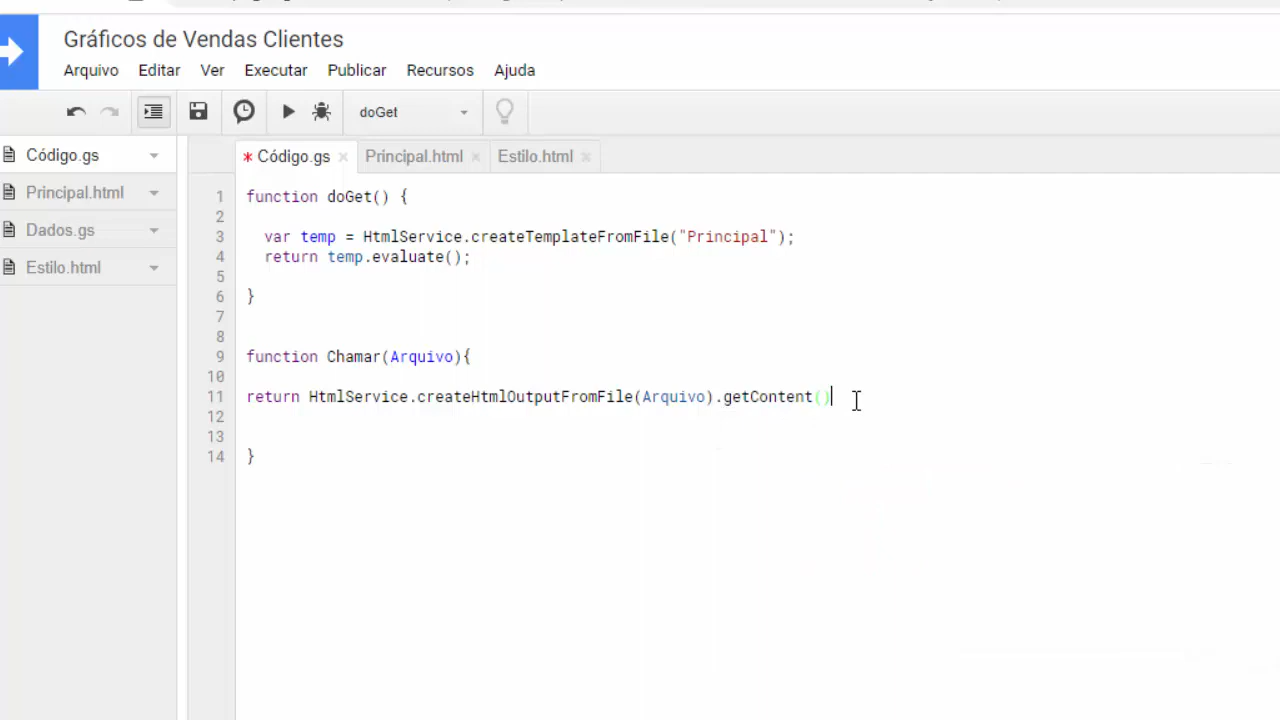 Gráficos de Vendas Clientes
Arquivo Editar Ver Executar Publicar Recursos Ajuda
doGet
Código.gs
Principal.html
Dados.gs
Estilo.html
* Código.gs × Principal.html × Estilo.html ×
1 function doGet() {
2
3 var temp = HtmlService.createTemplateFromFile("Principal");
4 return temp.evaluate();
5
6 }
7
8
9 function Chamar(Arquivo){
10
11 return HtmlService.createHtmlOutputFromFile(Arquivo).getContent()
12
13
14 }